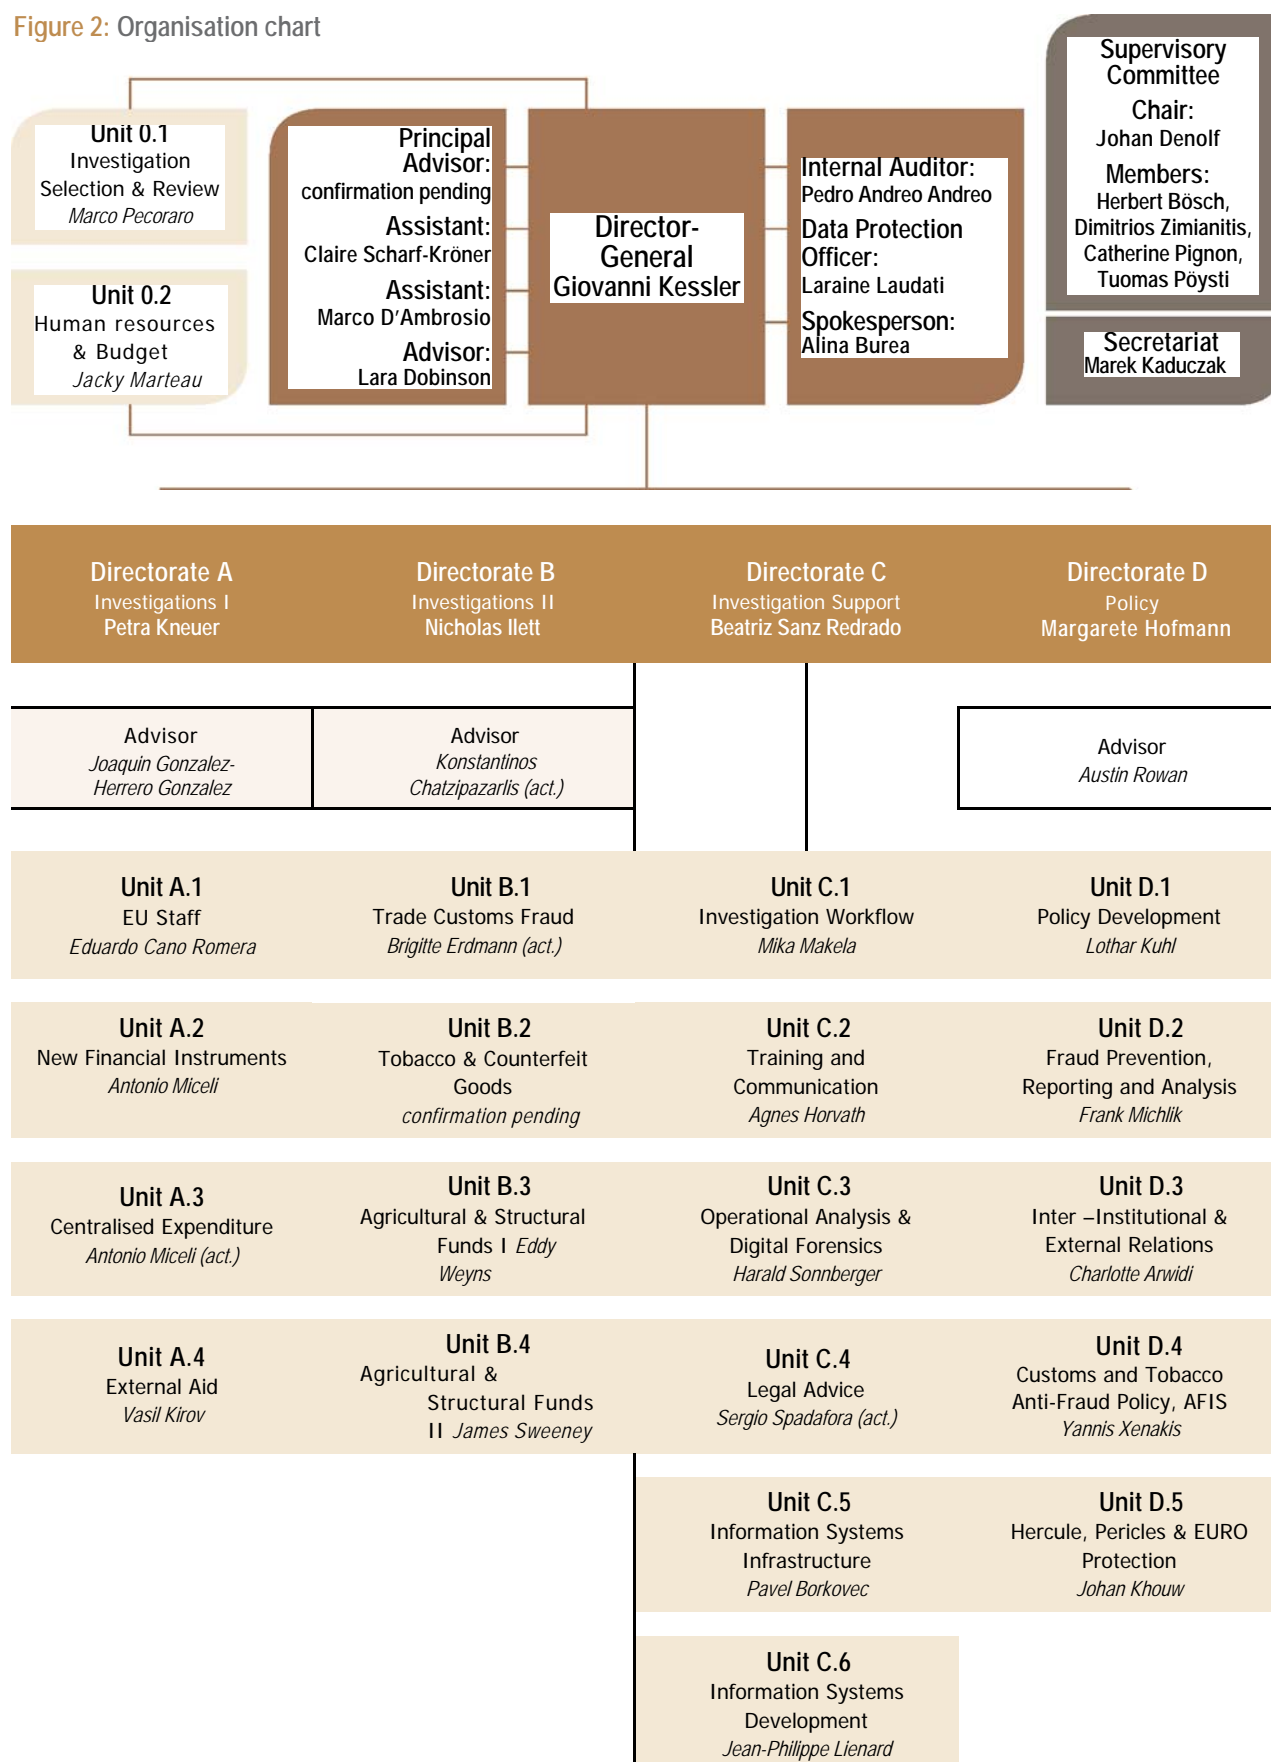 Figure 2: Organisation chart
Unit 0.1
Investigation
Selection & Review
Marco Pecoraro
Unit 0.2
Human resources
& Budget
Jacky Marteau
Principal
Advisor:
confirmation pending
Assistant:
Claire Scharf-Kröner
Assistant:
Marco D'Ambrosio
Advisor:
Lara Dobinson
Director-
General
Giovanni Kessler
Internal Auditor:
Pedro Andreo Andreo
Data Protection
Officer:
Laraine Laudati
Spokesperson:
Alina Burea
Supervisory
Committee
Chair:
Johan Denolf
Members:
Herbert Bösch,
Dimitrios Zimianitis,
Catherine Pignon,
Tuomas Pöysti
Secretariat
Marek Kaduczak
Directorate A
Investigations I
Petra Kneuer
Directorate B
Investigations II
Nicholas Ilett
Directorate C
Investigation Support
Beatriz Sanz Redrado
Directorate D
Policy
Margarete Hofmann
Advisor
Joaquin Gonzalez-
Herrero Gonzalez
Advisor
Konstantinos
Chatzipazarlis (act.)
Advisor
Austin Rowan
Unit A.1
EU Staff
Eduardo Cano Romera
Unit B.1
Trade Customs Fraud
Brigitte Erdmann (act.)
Unit C.1
Investigation Workflow
Mika Makela
Unit D.1
Policy Development
Lothar Kuhl
Unit A.2
New Financial Instruments
Antonio Miceli
Unit B.2
Tobacco & Counterfeit
Goods
confirmation pending
Unit C.2
Training and
Communication
Agnes Horvath
Unit D.2
Fraud Prevention,
Reporting and Analysis
Frank Michlik
Unit A.3
Centralised Expenditure
Antonio Miceli (act.)
Unit B.3
Agricultural & Structural
Funds I Eddy
Weyns
Unit C.3
Operational Analysis &
Digital Forensics
Harald Sonnberger
Unit D.3
Inter –Institutional &
External Relations
Charlotte Arwidi
Unit A.4
External Aid
Vasil Kirov
Unit B.4
Agricultural &
Structural Funds
II James Sweeney
Unit C.4
Legal Advice
Sergio Spadafora (act.)
Unit D.4
Customs and Tobacco
Anti-Fraud Policy, AFIS
Yannis Xenakis
Unit C.5
Information Systems
Infrastructure
Pavel Borkovec
Unit D.5
Hercule, Pericles & EURO
Protection
Johan Khouw
Unit C.6
Information Systems
Development
Jean-Philippe Lienard